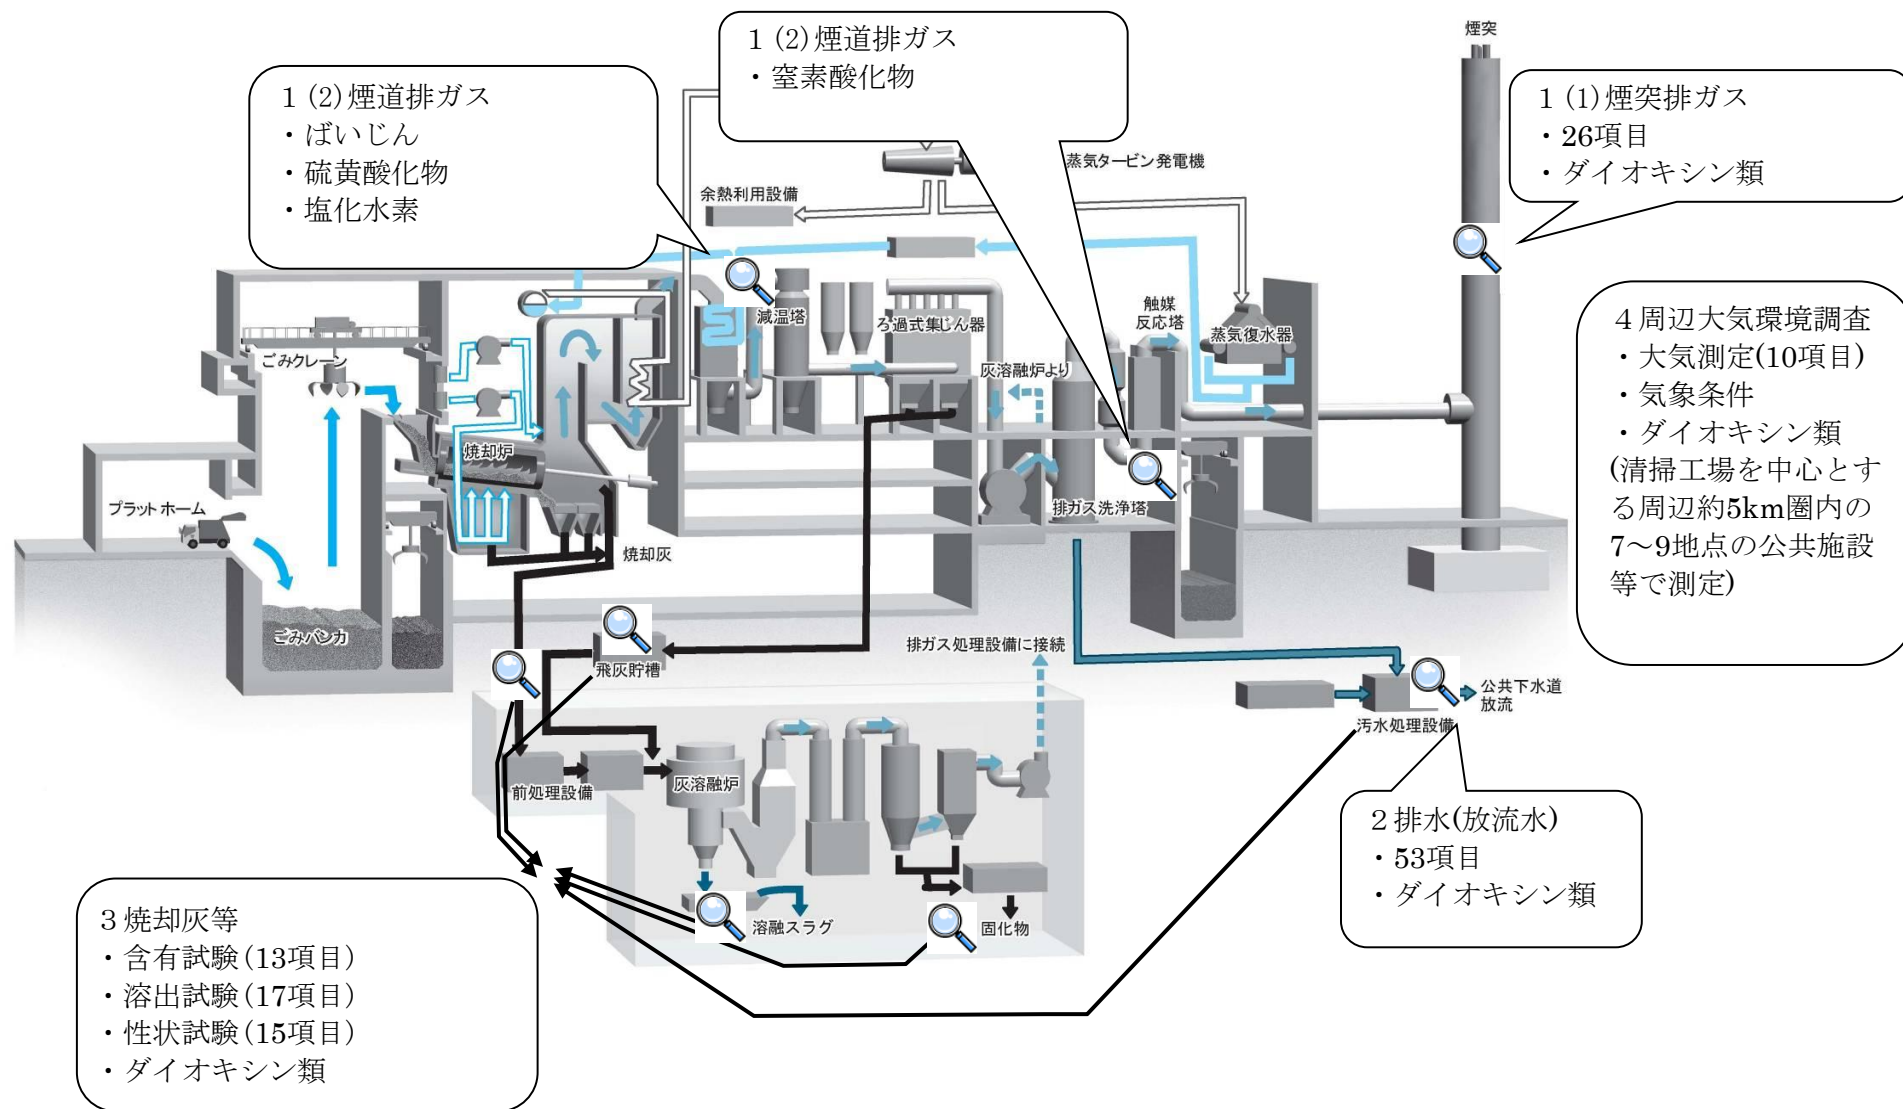 1 (2)煙道排ガス
・ばいじん
・硫黄酸化物
・塩化水素
1 (2)煙道排ガス
・窒素酸化物
煙突
1 (1)煙突排ガス
・26項目
・ダイオキシン類
蒸気タービン発電機
余熱利用設備
減温塔
ろ過式集じん器
触媒
反応塔
蒸気復水器
灰溶融炉より
ごみクレーン
焼却炉
プラットホーム
排ガス洗浄塔
焼却灰
ごみバンカ
飛灰貯槽
排ガス処理設備に接続
公共下水道
放流
汚水処理設備
4 周辺大気環境調査
・大気測定(10項目)
・気象条件
・ダイオキシン類
(清掃工場を中心とす
る周辺約5km圏内の
7～9地点の公共施設
等で測定)
前処理設備
灰溶融炉
溶融スラグ
固化物
2 排水(放流水)
・53項目
・ダイオキシン類
3 焼却灰等
・含有試験(13項目)
・溶出試験(17項目)
・性状試験(15項目)
・ダイオキシン類